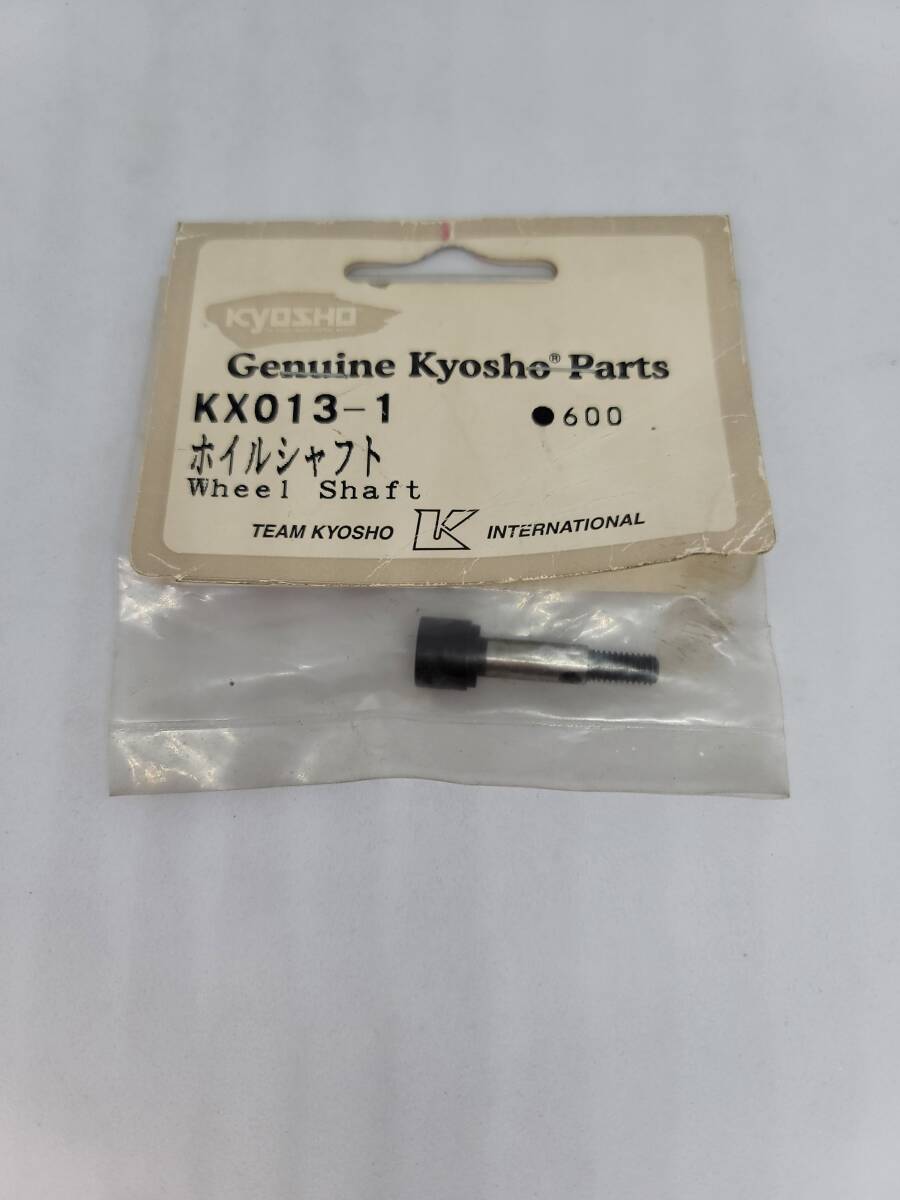 KYOSHO
Genuine Kyosho® Parts
KX013-1 ●600
ホイルシャフト
Wheel Shaft
TEAM KYOSHO K INTERNATIONAL